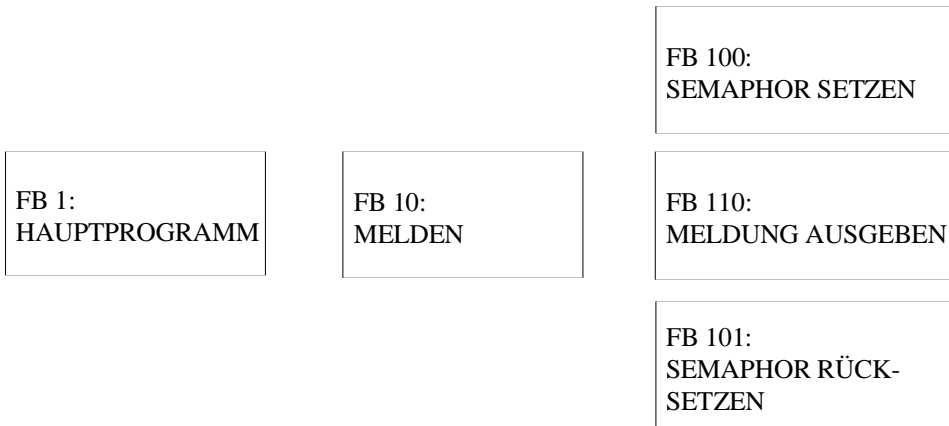 FB 100:
SEMAPHOR SETZEN
FB 1:
HAUPTPROGRAMM
FB 10:
MELDEN
FB 110:
MELDUNG AUSGEBEN
FB 101:
SEMAPHOR RÜCK-
SETZEN